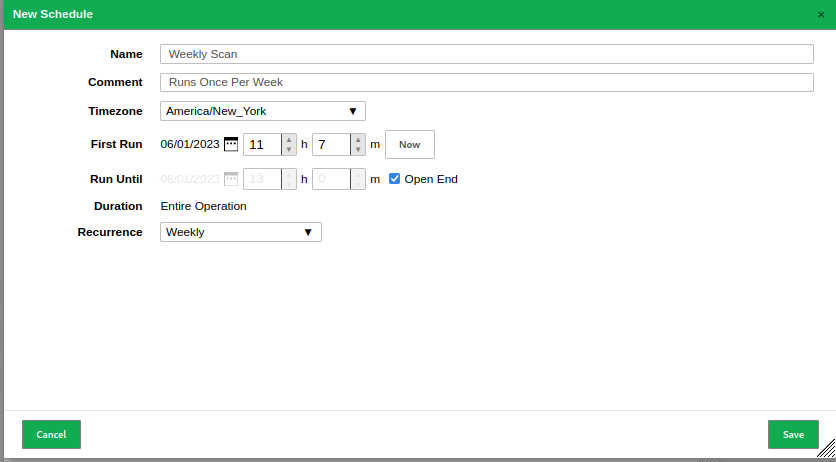 New Schedule ×
Name Weekly Scan
Comment Runs Once Per Week
Timezone America/New_York ▼
First Run 06/01/2023 11 h 7 m Now
Run Until 06/01/2023 13 h 0 m Open End
Duration Entire Operation
Recurrence Weekly ▼
Cancel Save